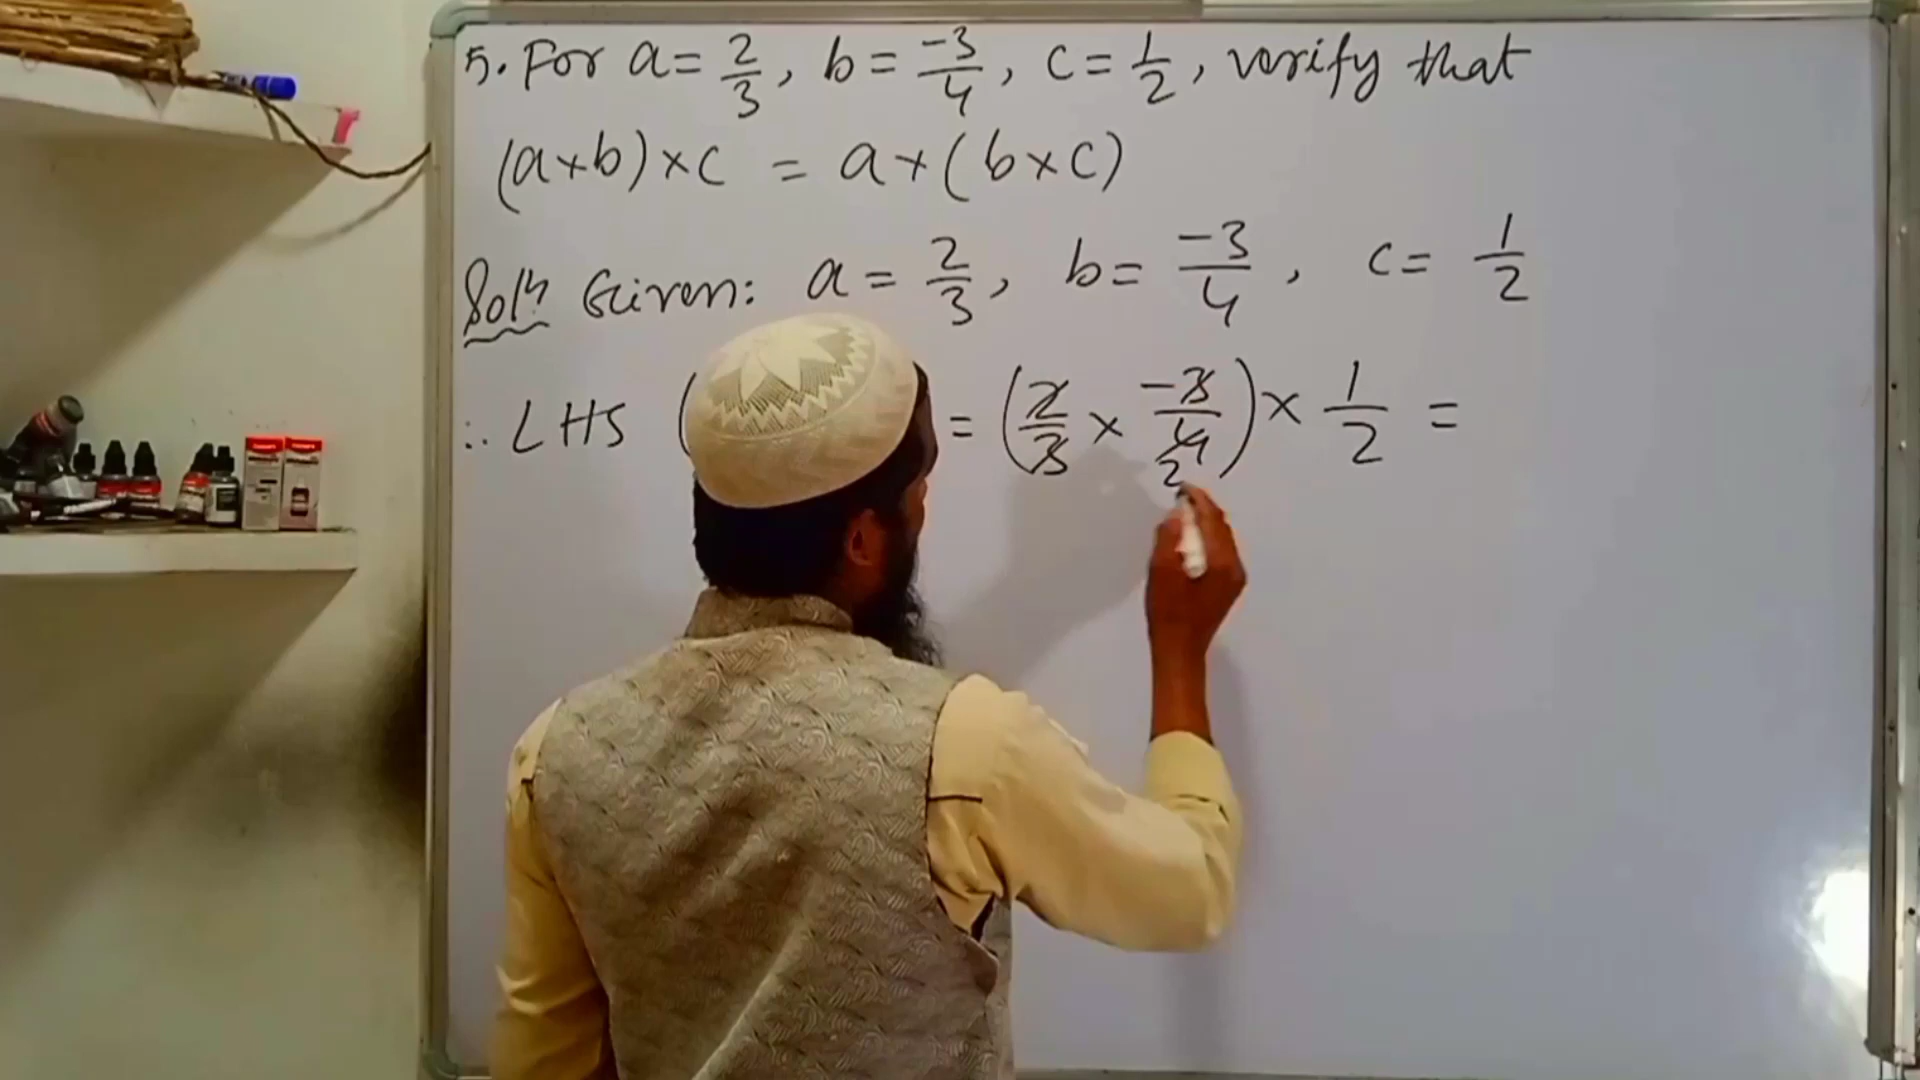 5. For a = 2/3, b = -3/4, c = 1/2, verify that
(a×b)×c = a×(b×c)
Soln Given: a = 2/3, b = -3/4, c = 1/2
∴ LHS ( = (2/3 × -3/4 2) × 1/2 =